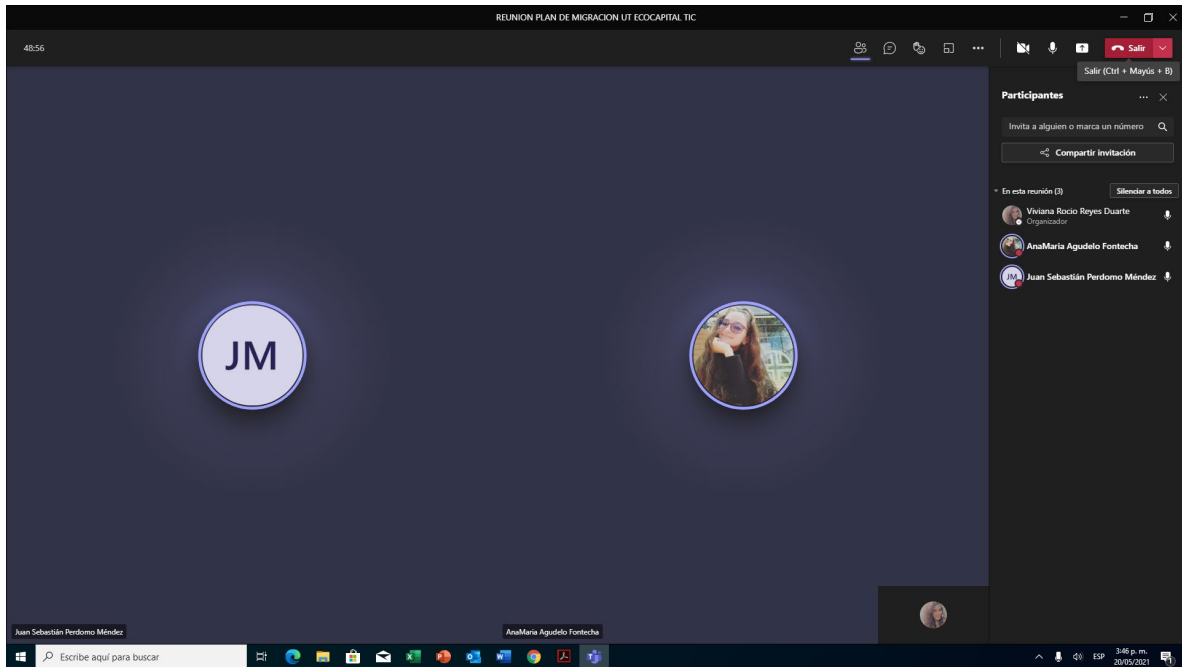 REUNION PLAN DE MIGRACION UT ECOCAPITAL TIC
48:56
Salir
Salir (Ctrl + Mayús + B)
Participantes
Invita a alguien o marca un número
Compartir invitación
En esta reunión (3)
Silenciar a todos
Viviana Rocio Reyes Duarte
Organizador
AnaMaria Agudelo Fontecha
JM
Juan Sebastián Perdomo Méndez
JM
Juan Sebastián Perdomo Méndez
AnaMaria Agudelo Fontecha
Escribe aquí para buscar
ESP
3:46 p. m.
20/05/2021